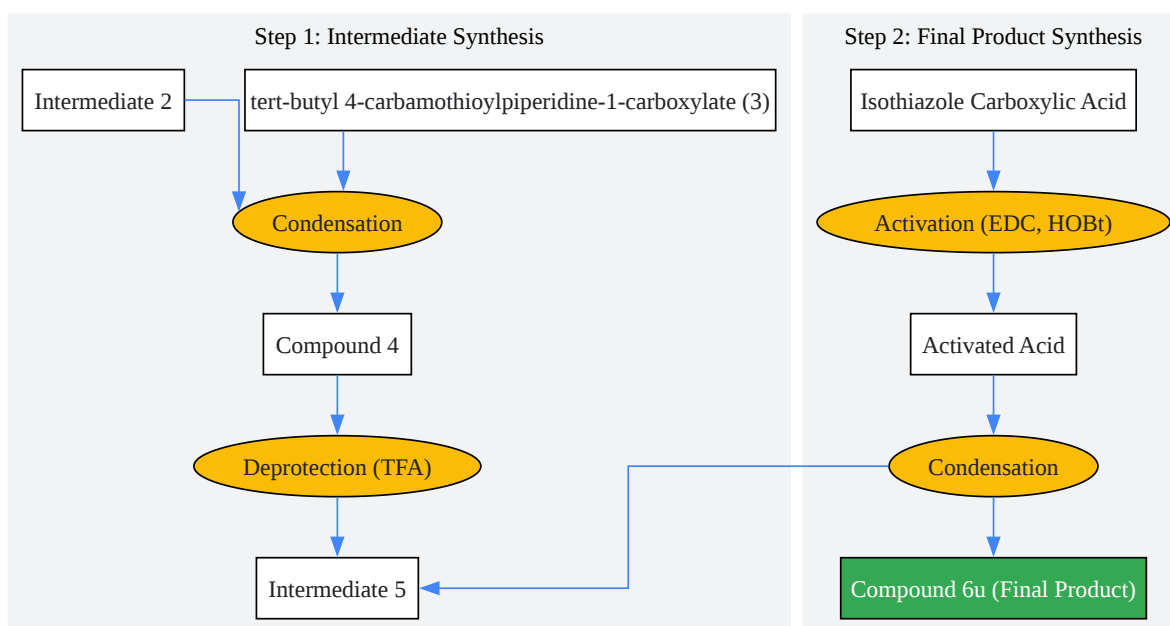 Step 1: Intermediate Synthesis
Intermediate 2
tert-butyl 4-carbamothioylpiperidine-1-carboxylate (3)
Condensation
Compound 4
Deprotection (TFA)
Intermediate 5
Step 2: Final Product Synthesis
Isothiazole Carboxylic Acid
Activation (EDC, HOBt)
Activated Acid
Condensation
Compound 6u (Final Product)